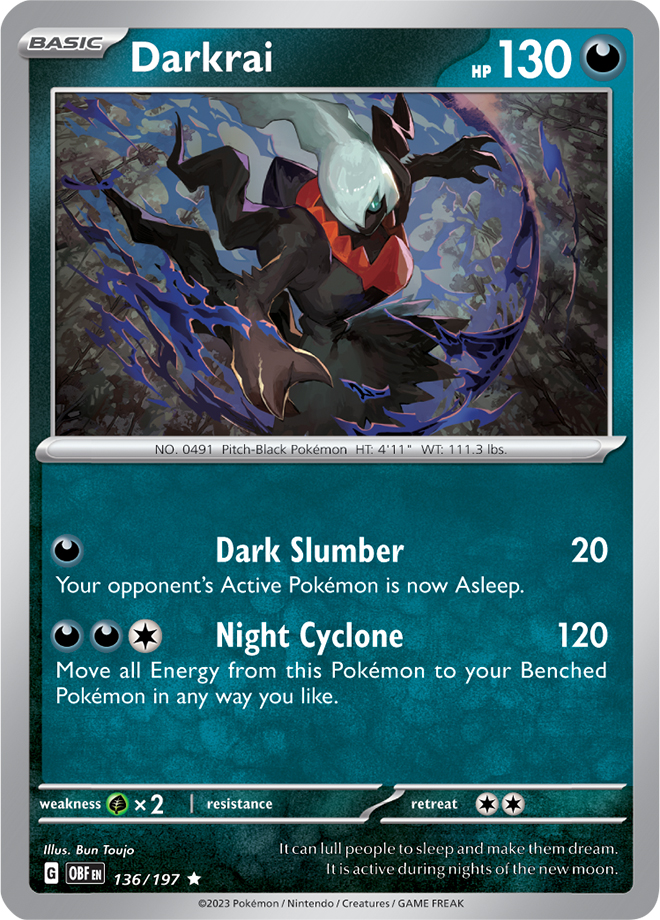 BASIC Darkrai HP 130
NO. 0491 Pitch-Black Pokémon HT: 4'11" WT: 111.3 lbs.
Dark Slumber 20
Your opponent's Active Pokémon is now Asleep.
Night Cyclone 120
Move all Energy from this Pokémon to your Benched
Pokémon in any way you like.
weakness ×2 resistance retreat
Illus. Bun Toujo
It can lull people to sleep and make them dream.
It is active during nights of the new moon.
G OBF EN 136/197
©2023 Pokémon / Nintendo / Creatures / GAME FREAK